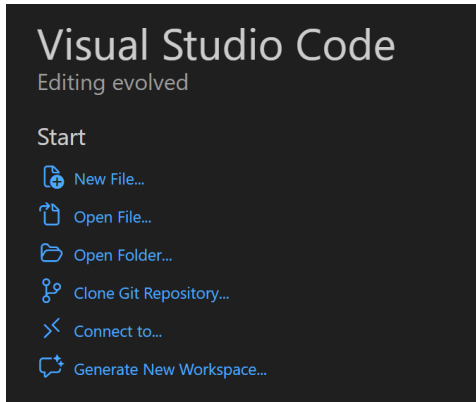 Visual Studio Code
Editing evolved
Start
New File...
Open File...
Open Folder...
Clone Git Repository...
Connect to...
Generate New Workspace...